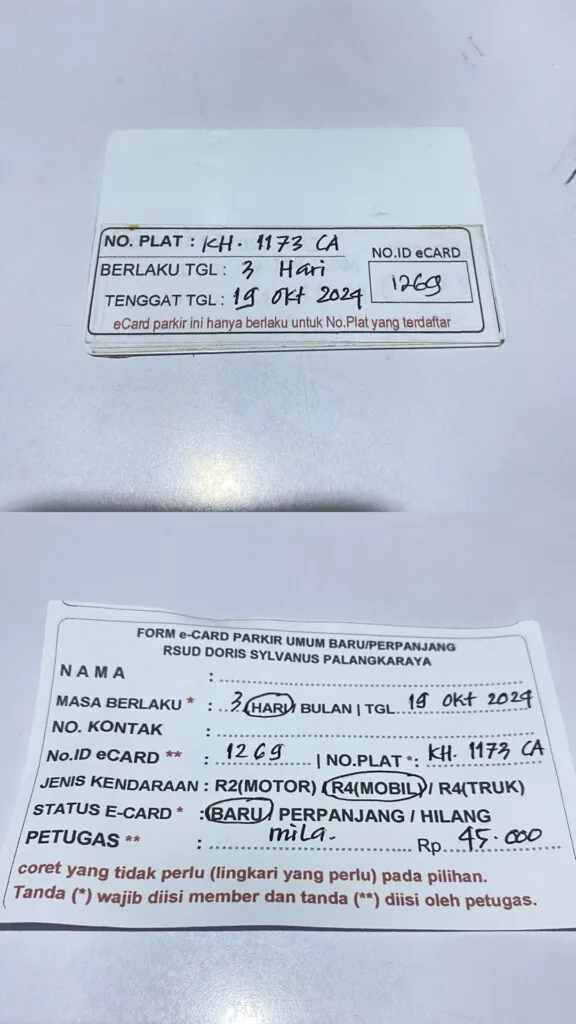 NO. PLAT : KH. 1173 CA
BERLAKU TGL : 3 Hari
NO.ID eCARD
1269
TENGGAT TGL : 19 Okt 2024
eCard parkir ini hanya berlaku untuk No.Plat yang terdaftar
FORM e-CARD PARKIR UMUM BARU/PERPANJANG
RSUD DORIS SYLVANUS PALANGKARAYA
NAMA :
MASA BERLAKU * : 3 HARI/ BULAN | TGL. 19 Okt 2024
NO. KONTAK :
No.ID eCARD ** : 1269 | NO.PLAT *: KH. 1173 CA
JENIS KENDARAAN : R2(MOTOR) /R4(MOBIL)/ R4(TRUK)
STATUS E-CARD * : BARU / PERPANJANG / HILANG
PETUGAS ** : mila. Rp. 45.000
coret yang tidak perlu (lingkari yang perlu) pada pilihan.
Tanda (*) wajib diisi member dan tanda (**) diisi oleh petugas.